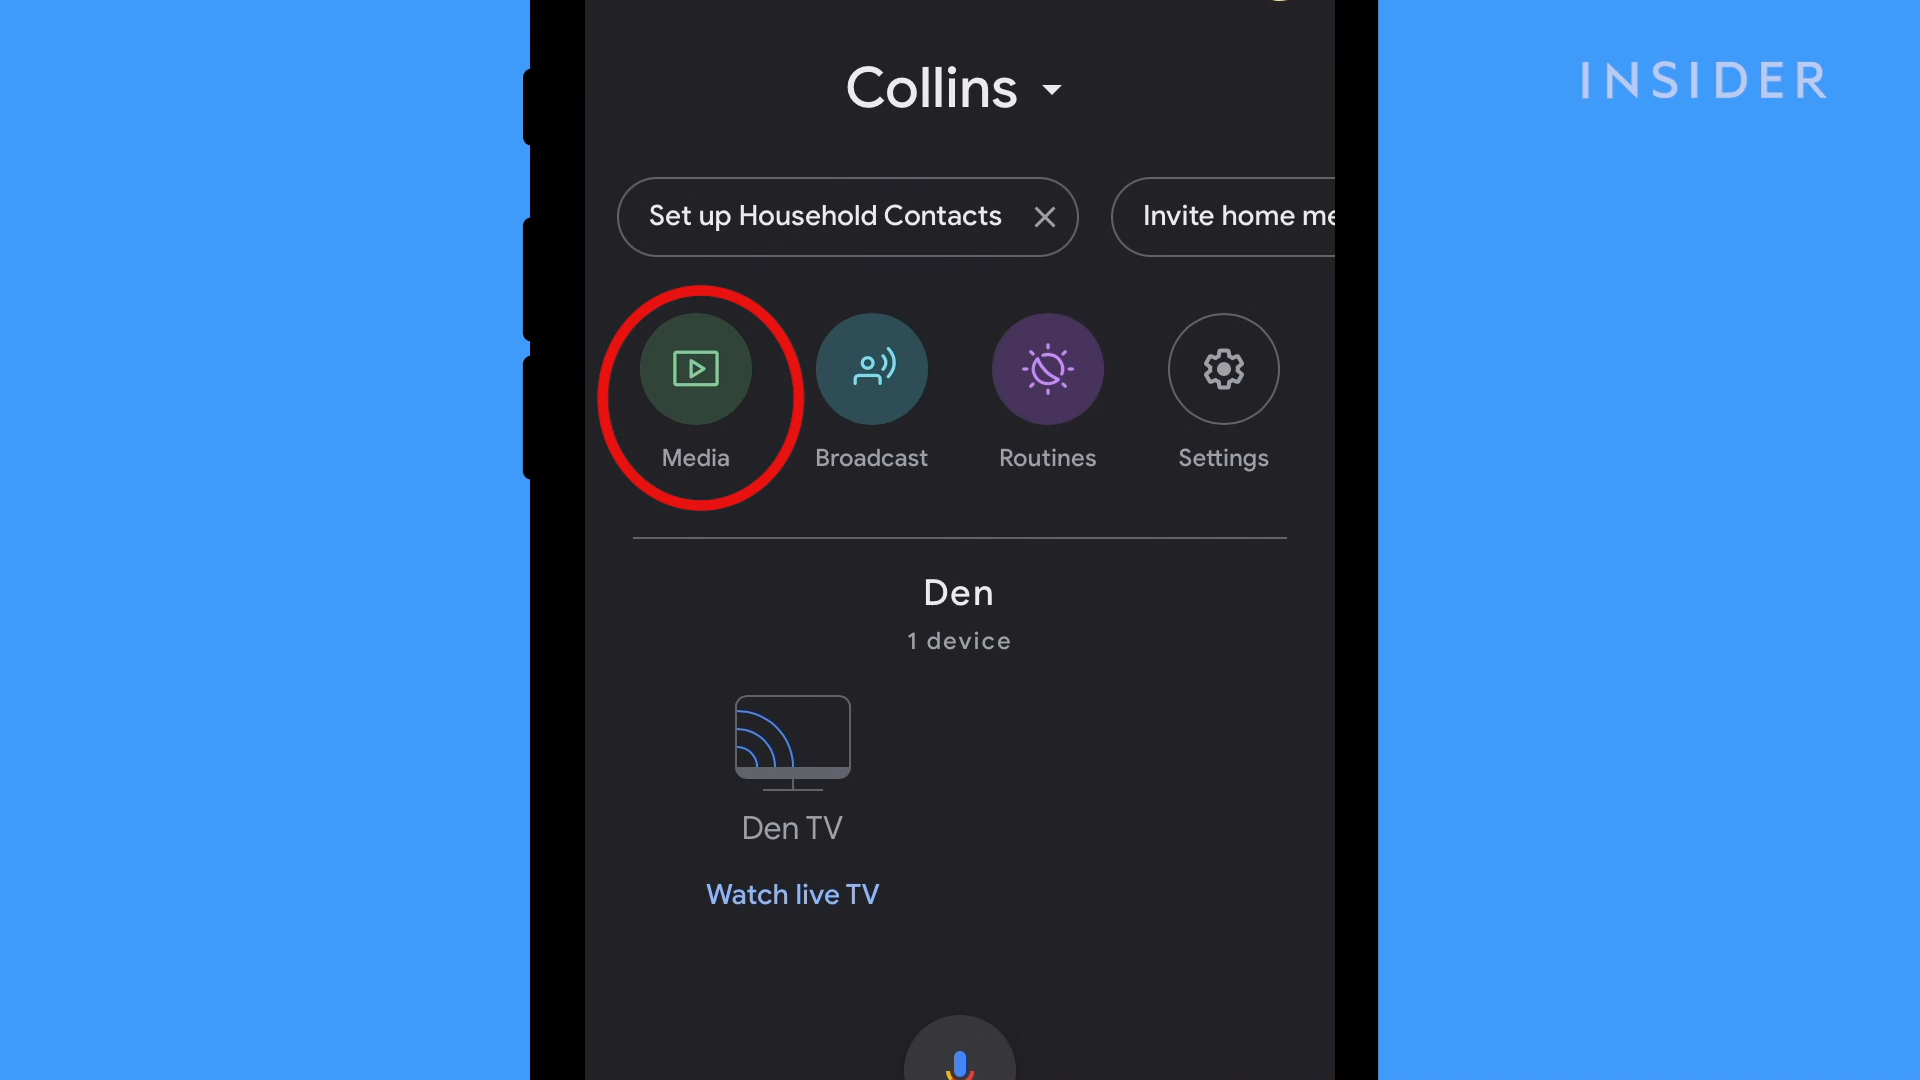 INSIDER
Collins
Set up Household Contacts
Invite home me
Media
Broadcast
Routines
Settings
Den
1 device
Den TV
Watch live TV